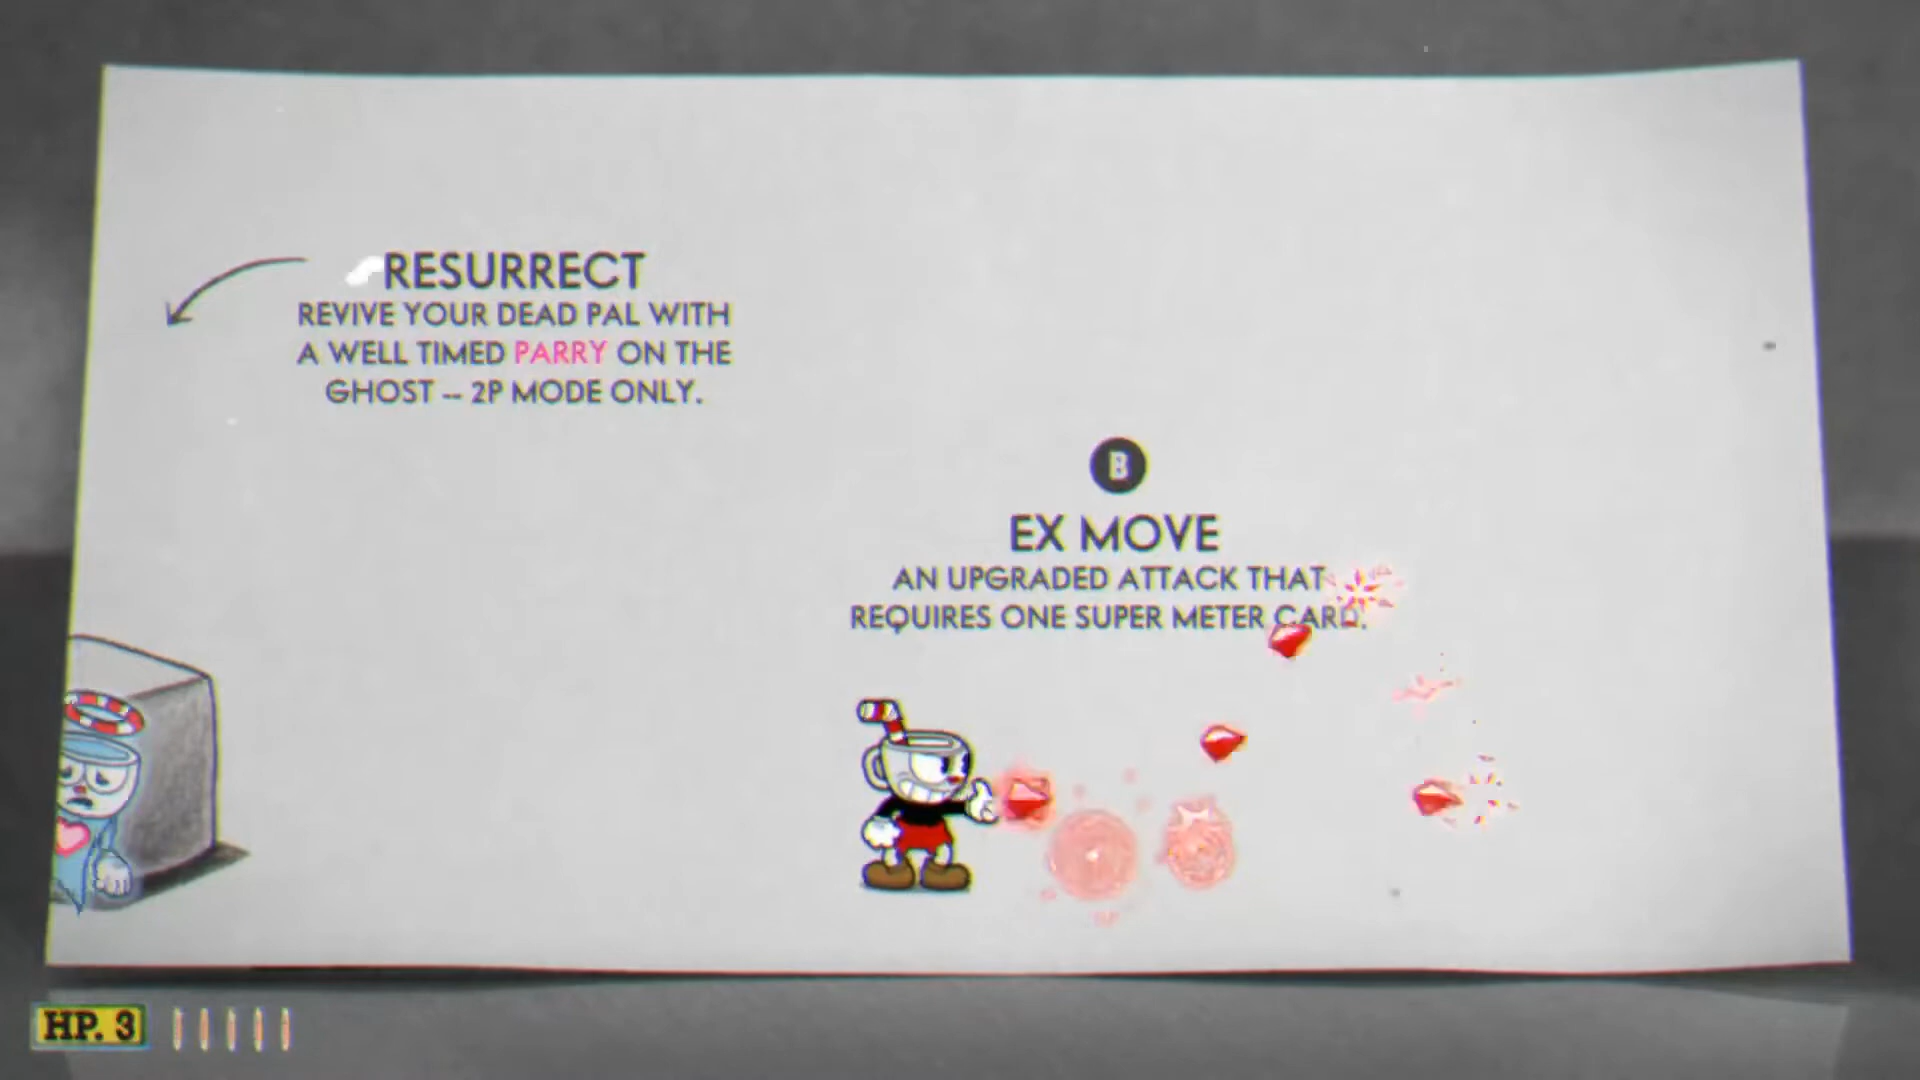 RESURRECT
REVIVE YOUR DEAD PAL WITH
A WELL TIMED PARRY ON THE
GHOST -- 2P MODE ONLY.
B
EX MOVE
AN UPGRADED ATTACK THAT
REQUIRES ONE SUPER METER CARD.
HP. 3